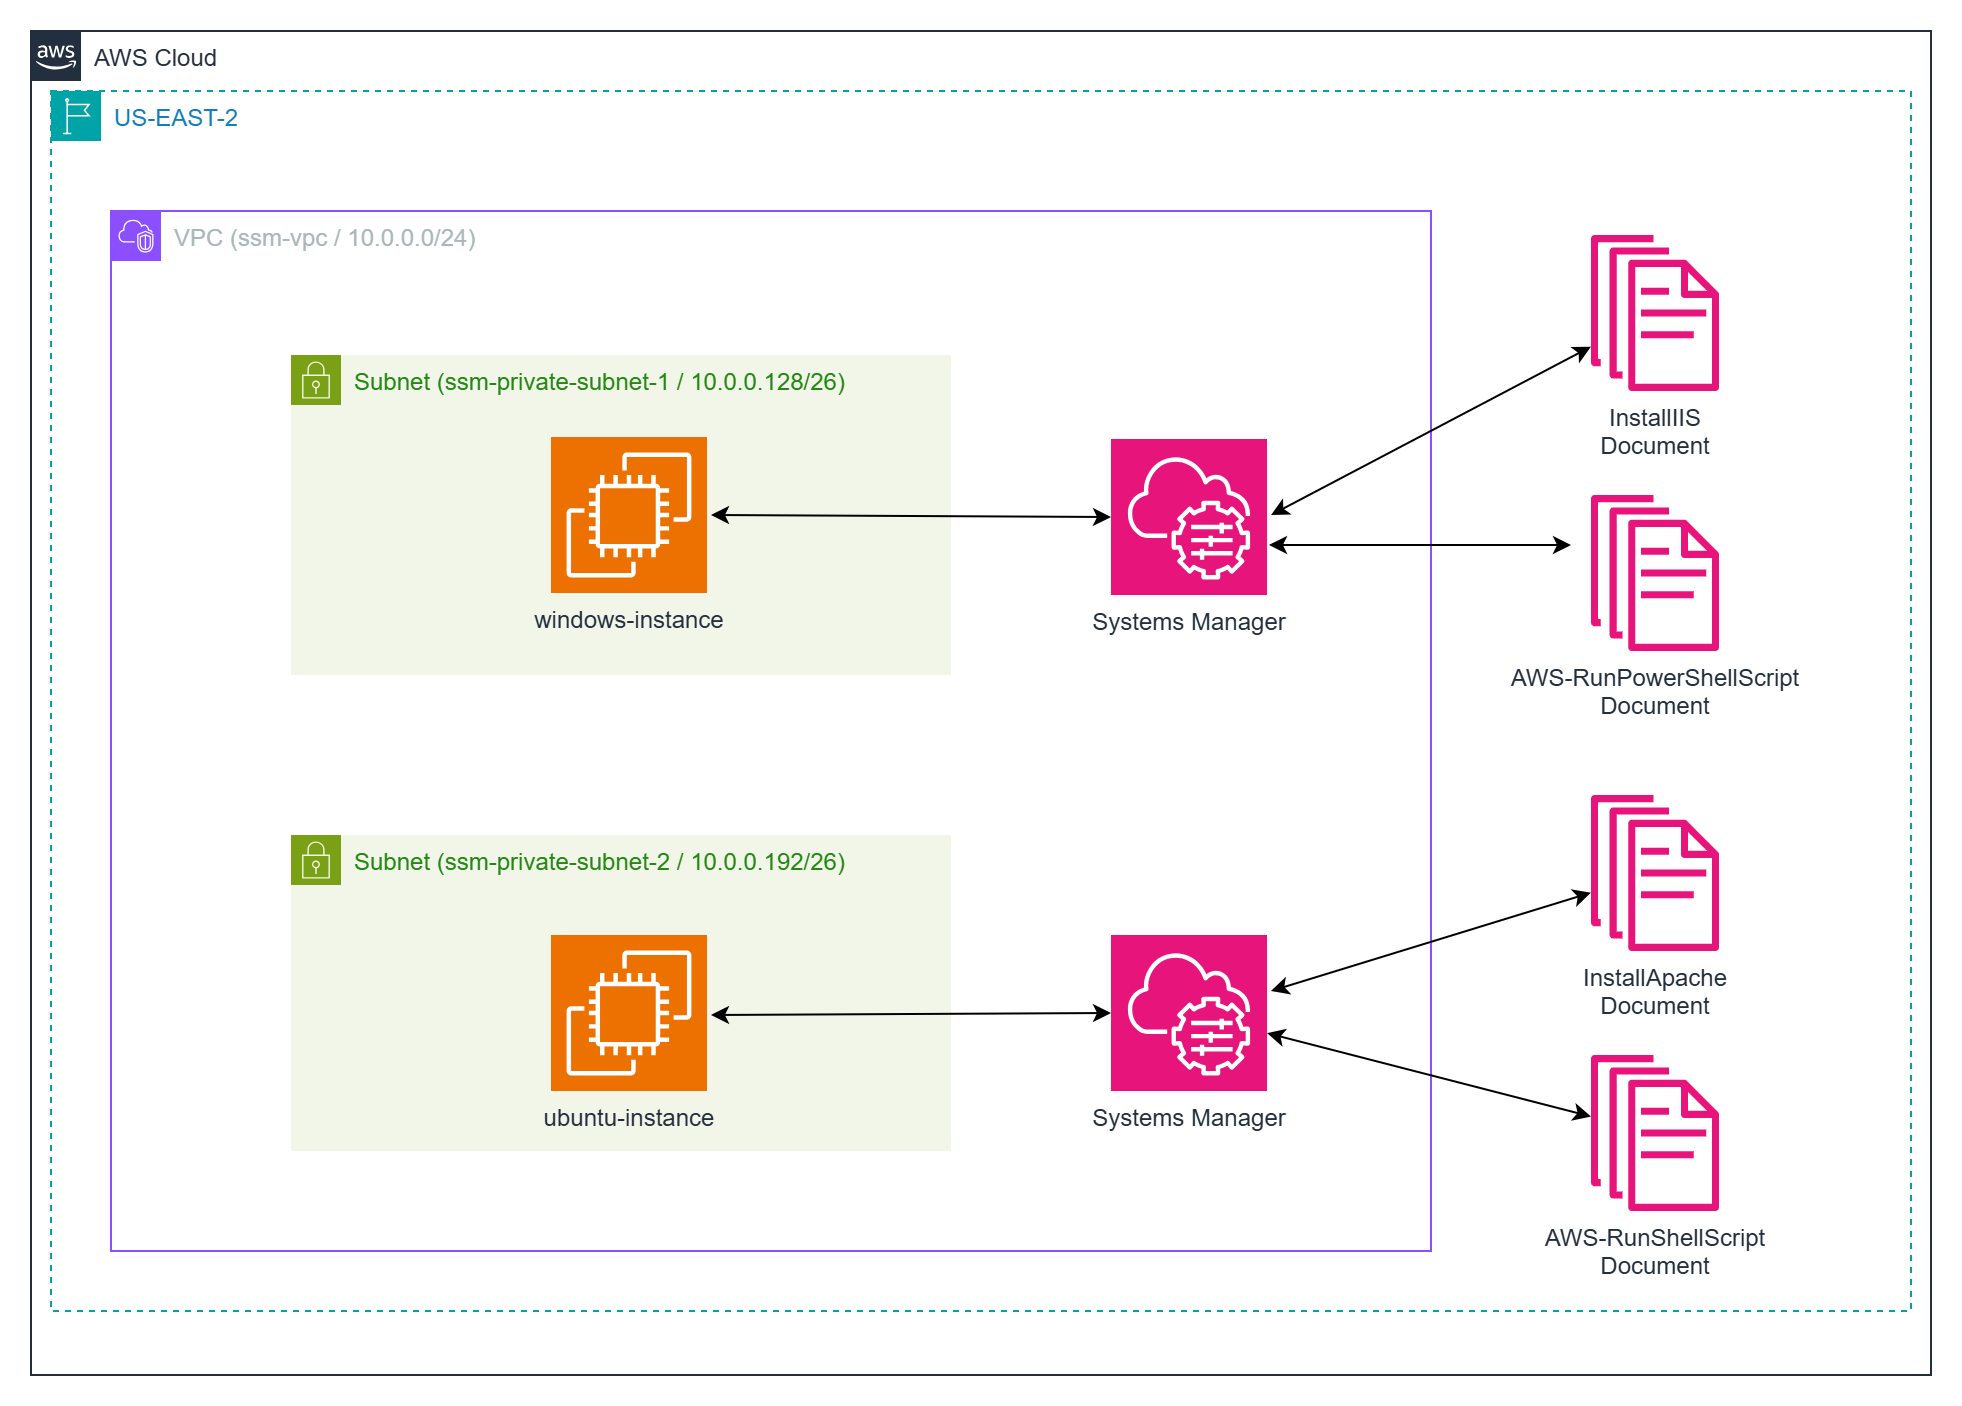 aws
AWS Cloud
US-EAST-2
VPC (ssm-vpc / 10.0.0.0/24)
Subnet (ssm-private-subnet-1 / 10.0.0.128/26)
windows-instance
Systems Manager
InstallIIS
Document
AWS-RunPowerShellScript
Document
Subnet (ssm-private-subnet-2 / 10.0.0.192/26)
ubuntu-instance
Systems Manager
InstallApache
Document
AWS-RunShellScript
Document